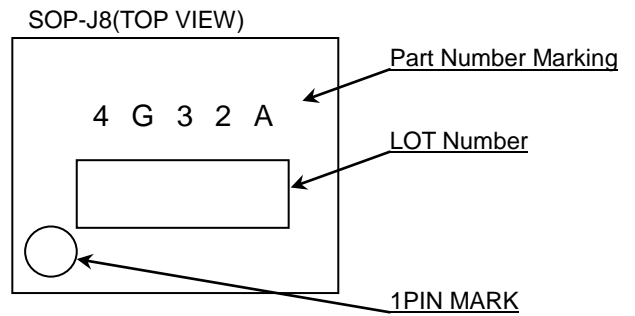 SOP-J8(TOP VIEW)
Part Number Marking
4 G 3 2 A
LOT Number
1PIN MARK